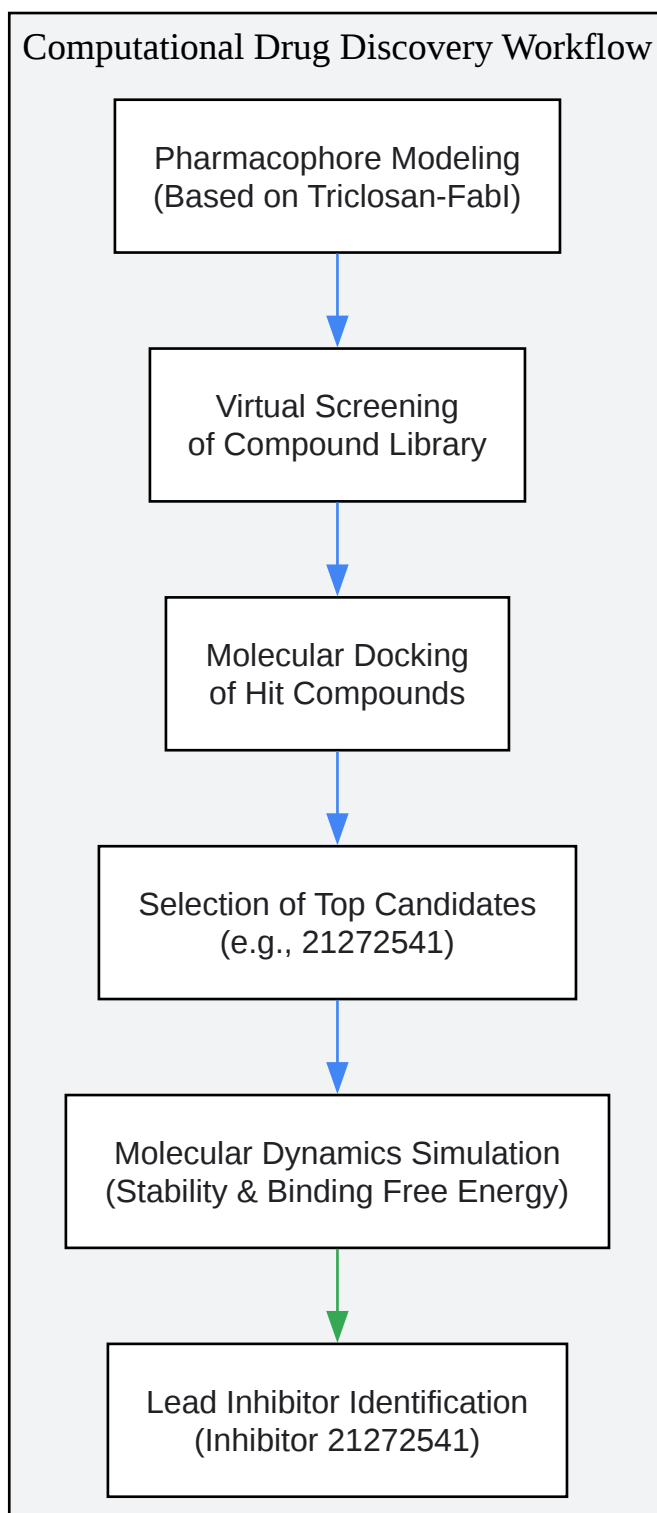 Computational Drug Discovery Workflow
Pharmacophore Modeling
(Based on Triclosan-FabI)
Virtual Screening
of Compound Library
Molecular Docking
of Hit Compounds
Selection of Top Candidates
(e.g., 21272541)
Molecular Dynamics Simulation
(Stability & Binding Free Energy)
Lead Inhibitor Identification
(Inhibitor 21272541)